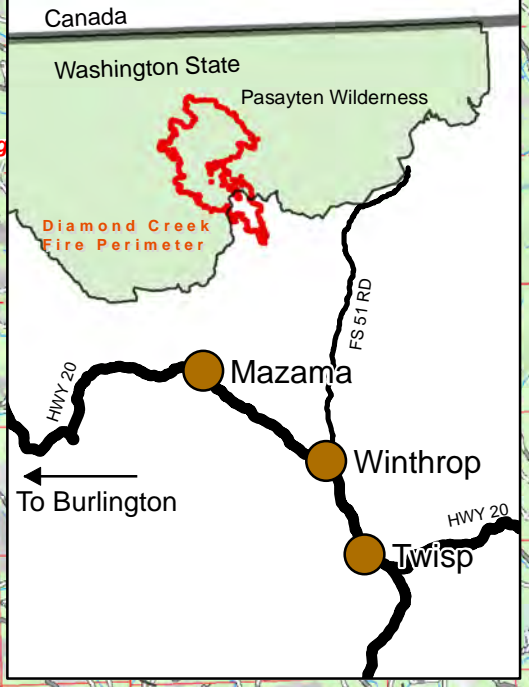 Canada
Washington State
Pasayten Wilderness
Diamond Creek
Fire Perimeter
FS 51 RD
Mazama
HWY 20
Winthrop
To Burlington
HWY 20
Twisp